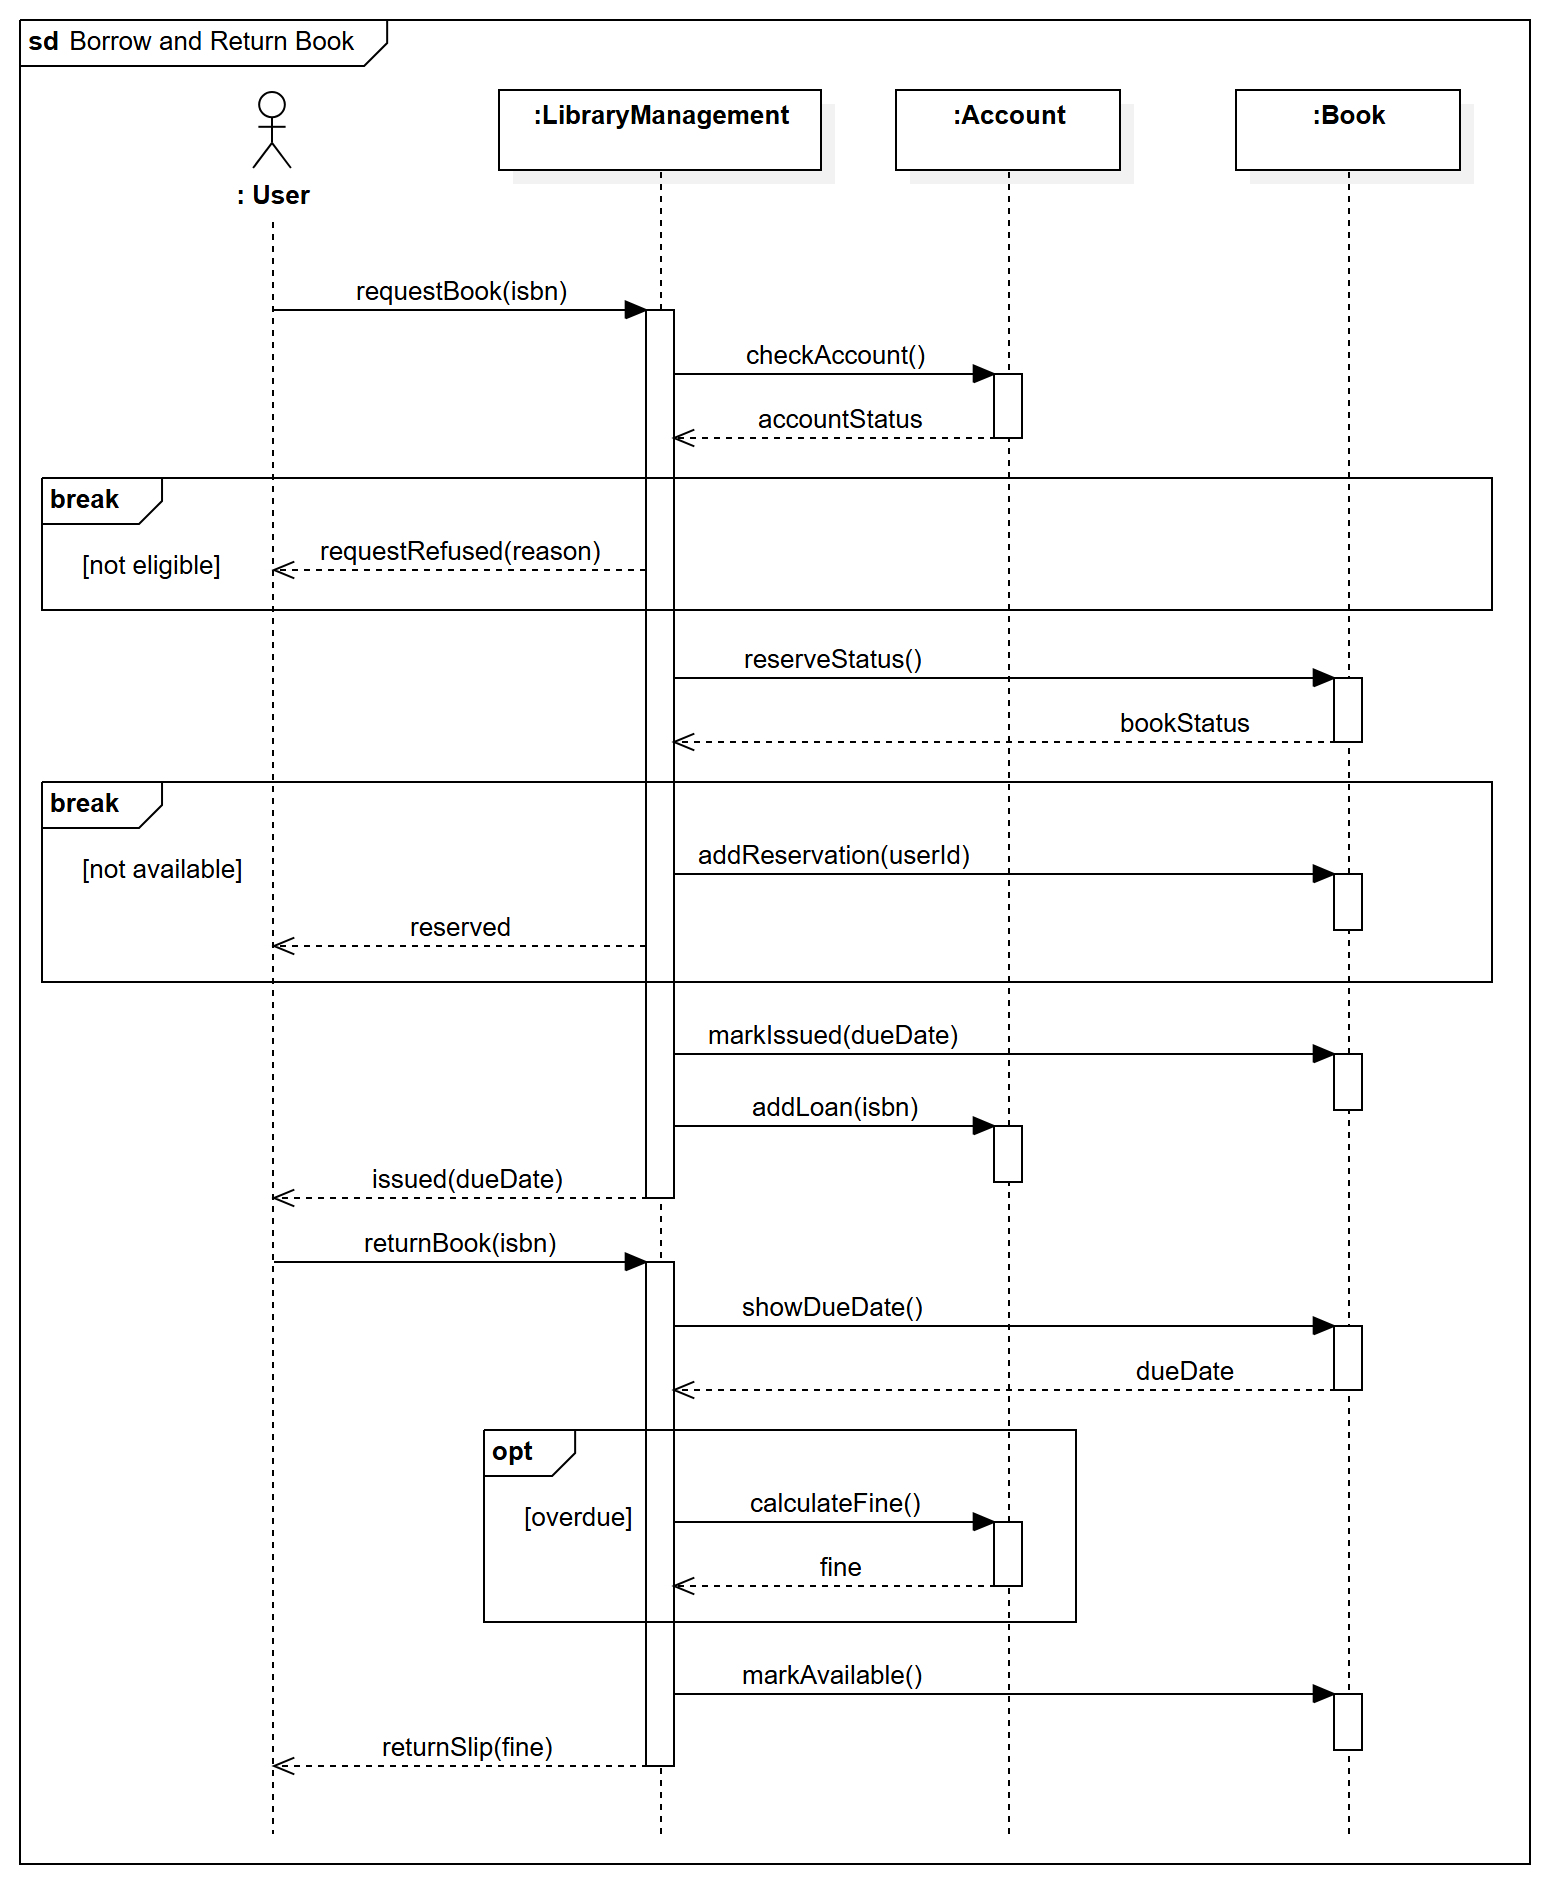 sd Borrow and Return Book
:LibraryManagement
:Account
:Book
: User
requestBook(isbn)
checkAccount()
accountStatus
break
requestRefused(reason)
[not eligible]
reserveStatus()
bookStatus
break
addReservation(userId)
[not available]
reserved
markIssued(dueDate)
addLoan(isbn)
issued(dueDate)
returnBook(isbn)
showDueDate()
dueDate
opt
calculateFine()
[overdue]
fine
markAvailable()
returnSlip(fine)